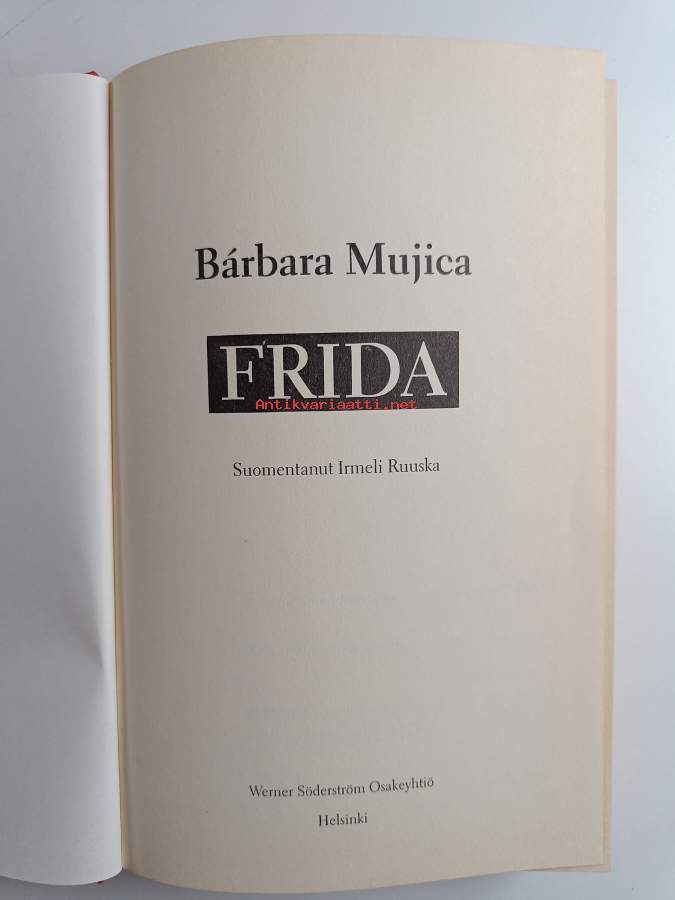 Bárbara Mujica
FRIDA
Antikvariaatti.net
Suomentanut Irmeli Ruuska
Werner Söderström Osakeyhtiö
Helsinki